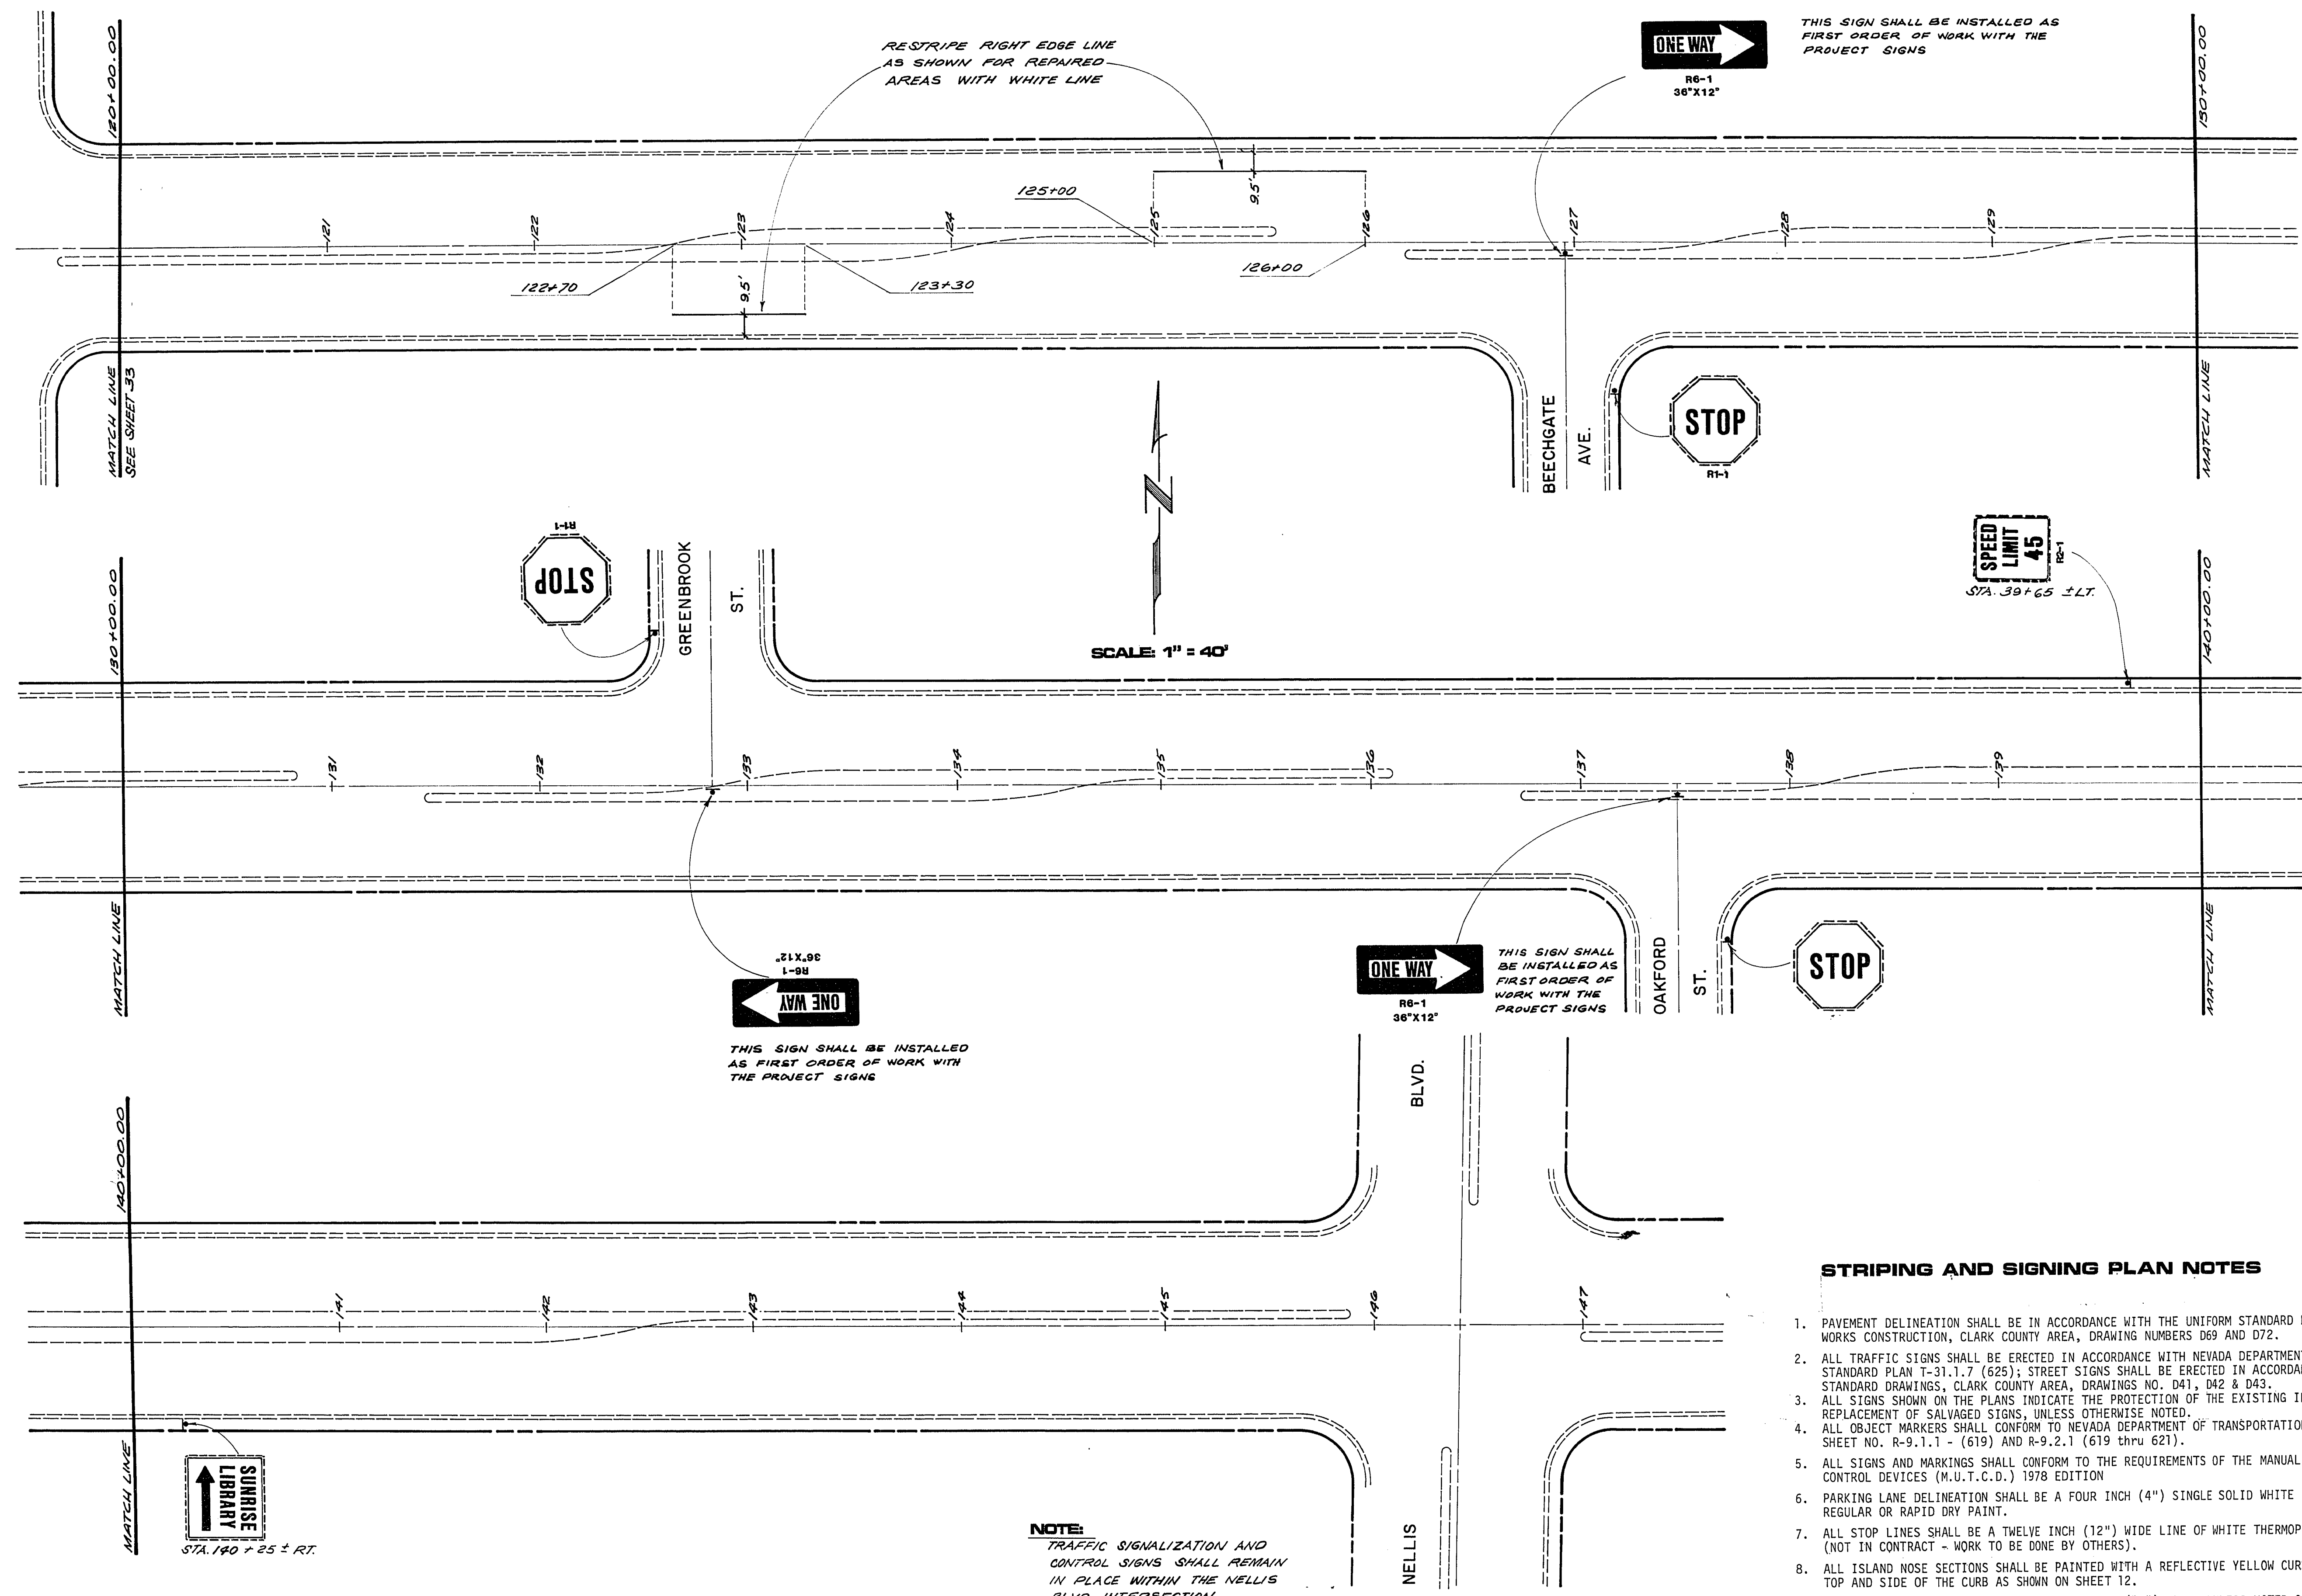 120+00.00
RESTRIPE RIGHT EDGE LINE
AS SHOWN FOR REPAIRED
AREAS WITH WHITE LINE
ONE WAY
R6-1
36"X12"
THIS SIGN SHALL BE INSTALLED AS
FIRST ORDER OF WORK WITH THE
PROJECT SIGNS
130+00.00
121
122
123
124
125+00
125
9.5'
126
126+00
127
128
129
122+70
9.5'
123+30
MATCH LINE
SEE SHEET 33
BEECHGATE
AVE.
STOP
R1-1
MATCH LINE
N
SCALE: 1" = 40'
130+00.00
R1-1
STOP
GREENBROOK
ST.
SPEED
LIMIT
45
R2-1
STA. 39+65 ± LT.
140+00.00
131
132
133
134
135
136
137
138
139
MATCH LINE
36"X12"
R6-1
ONE WAY
THIS SIGN SHALL BE INSTALLED
AS FIRST ORDER OF WORK WITH
THE PROJECT SIGNS
ONE WAY
R6-1
36"X12"
THIS SIGN SHALL
BE INSTALLED AS
FIRST ORDER OF
WORK WITH THE
PROJECT SIGNS
OAKFORD
ST.
STOP
MATCH LINE
140+00.00
BLVD.
141
142
143
144
145
146
147
MATCH LINE
SUNRISE
LIBRARY
STA. 140 + 25 ± RT.
NELLIS
NOTE:
TRAFFIC SIGNALIZATION AND
CONTROL SIGNS SHALL REMAIN
IN PLACE WITHIN THE NELLIS
BLVD. INTERSECTION
STRIPING AND SIGNING PLAN NOTES
1. PAVEMENT DELINEATION SHALL BE IN ACCORDANCE WITH THE UNIFORM STANDARD
WORKS CONSTRUCTION, CLARK COUNTY AREA, DRAWING NUMBERS D69 AND D72.
2. ALL TRAFFIC SIGNS SHALL BE ERECTED IN ACCORDANCE WITH NEVADA DEPARTMENT
STANDARD PLAN T-31.1.7 (625); STREET SIGNS SHALL BE ERECTED IN ACCORDA
STANDARD DRAWINGS, CLARK COUNTY AREA, DRAWINGS NO. D41, D42 & D43.
3. ALL SIGNS SHOWN ON THE PLANS INDICATE THE PROTECTION OF THE EXISTING I
REPLACEMENT OF SALVAGED SIGNS, UNLESS OTHERWISE NOTED.
4. ALL OBJECT MARKERS SHALL CONFORM TO NEVADA DEPARTMENT OF TRANSPORTATIO
SHEET NO. R-9.1.1 - (619) AND R-9.2.1 (619 thru 621).
5. ALL SIGNS AND MARKINGS SHALL CONFORM TO THE REQUIREMENTS OF THE MANUAL
CONTROL DEVICES (M.U.T.C.D.) 1978 EDITION
6. PARKING LANE DELINEATION SHALL BE A FOUR INCH (4") SINGLE SOLID WHITE
REGULAR OR RAPID DRY PAINT.
7. ALL STOP LINES SHALL BE A TWELVE INCH (12") WIDE LINE OF WHITE THERMOP
(NOT IN CONTRACT - WORK TO BE DONE BY OTHERS).
8. ALL ISLAND NOSE SECTIONS SHALL BE PAINTED WITH A REFLECTIVE YELLOW CUR
TOP AND SIDE OF THE CURB AS SHOWN ON SHEET 12.